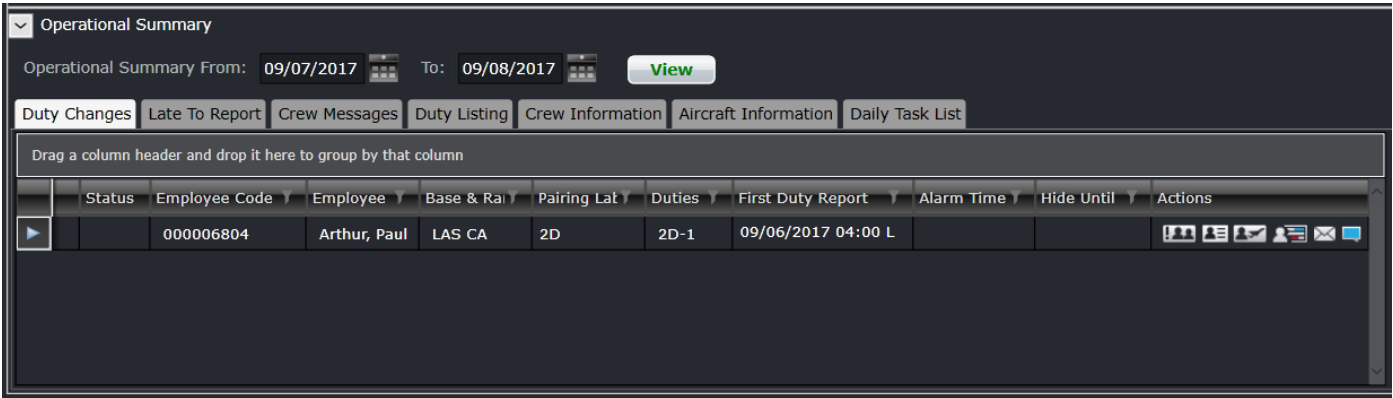 Operational Summary
Operational Summary From: 09/07/2017 To: 09/08/2017 View
Duty Changes Late To Report Crew Messages Duty Listing Crew Information Aircraft Information Daily Task List
Drag a column header and drop it here to group by that column
Status Employee Code Employee Base & Ra Pairing Lab Duties First Duty Report Alarm Time Hide Until Actions
000006804 Arthur, Paul LAS CA 2D 2D-1 09/06/2017 04:00 L